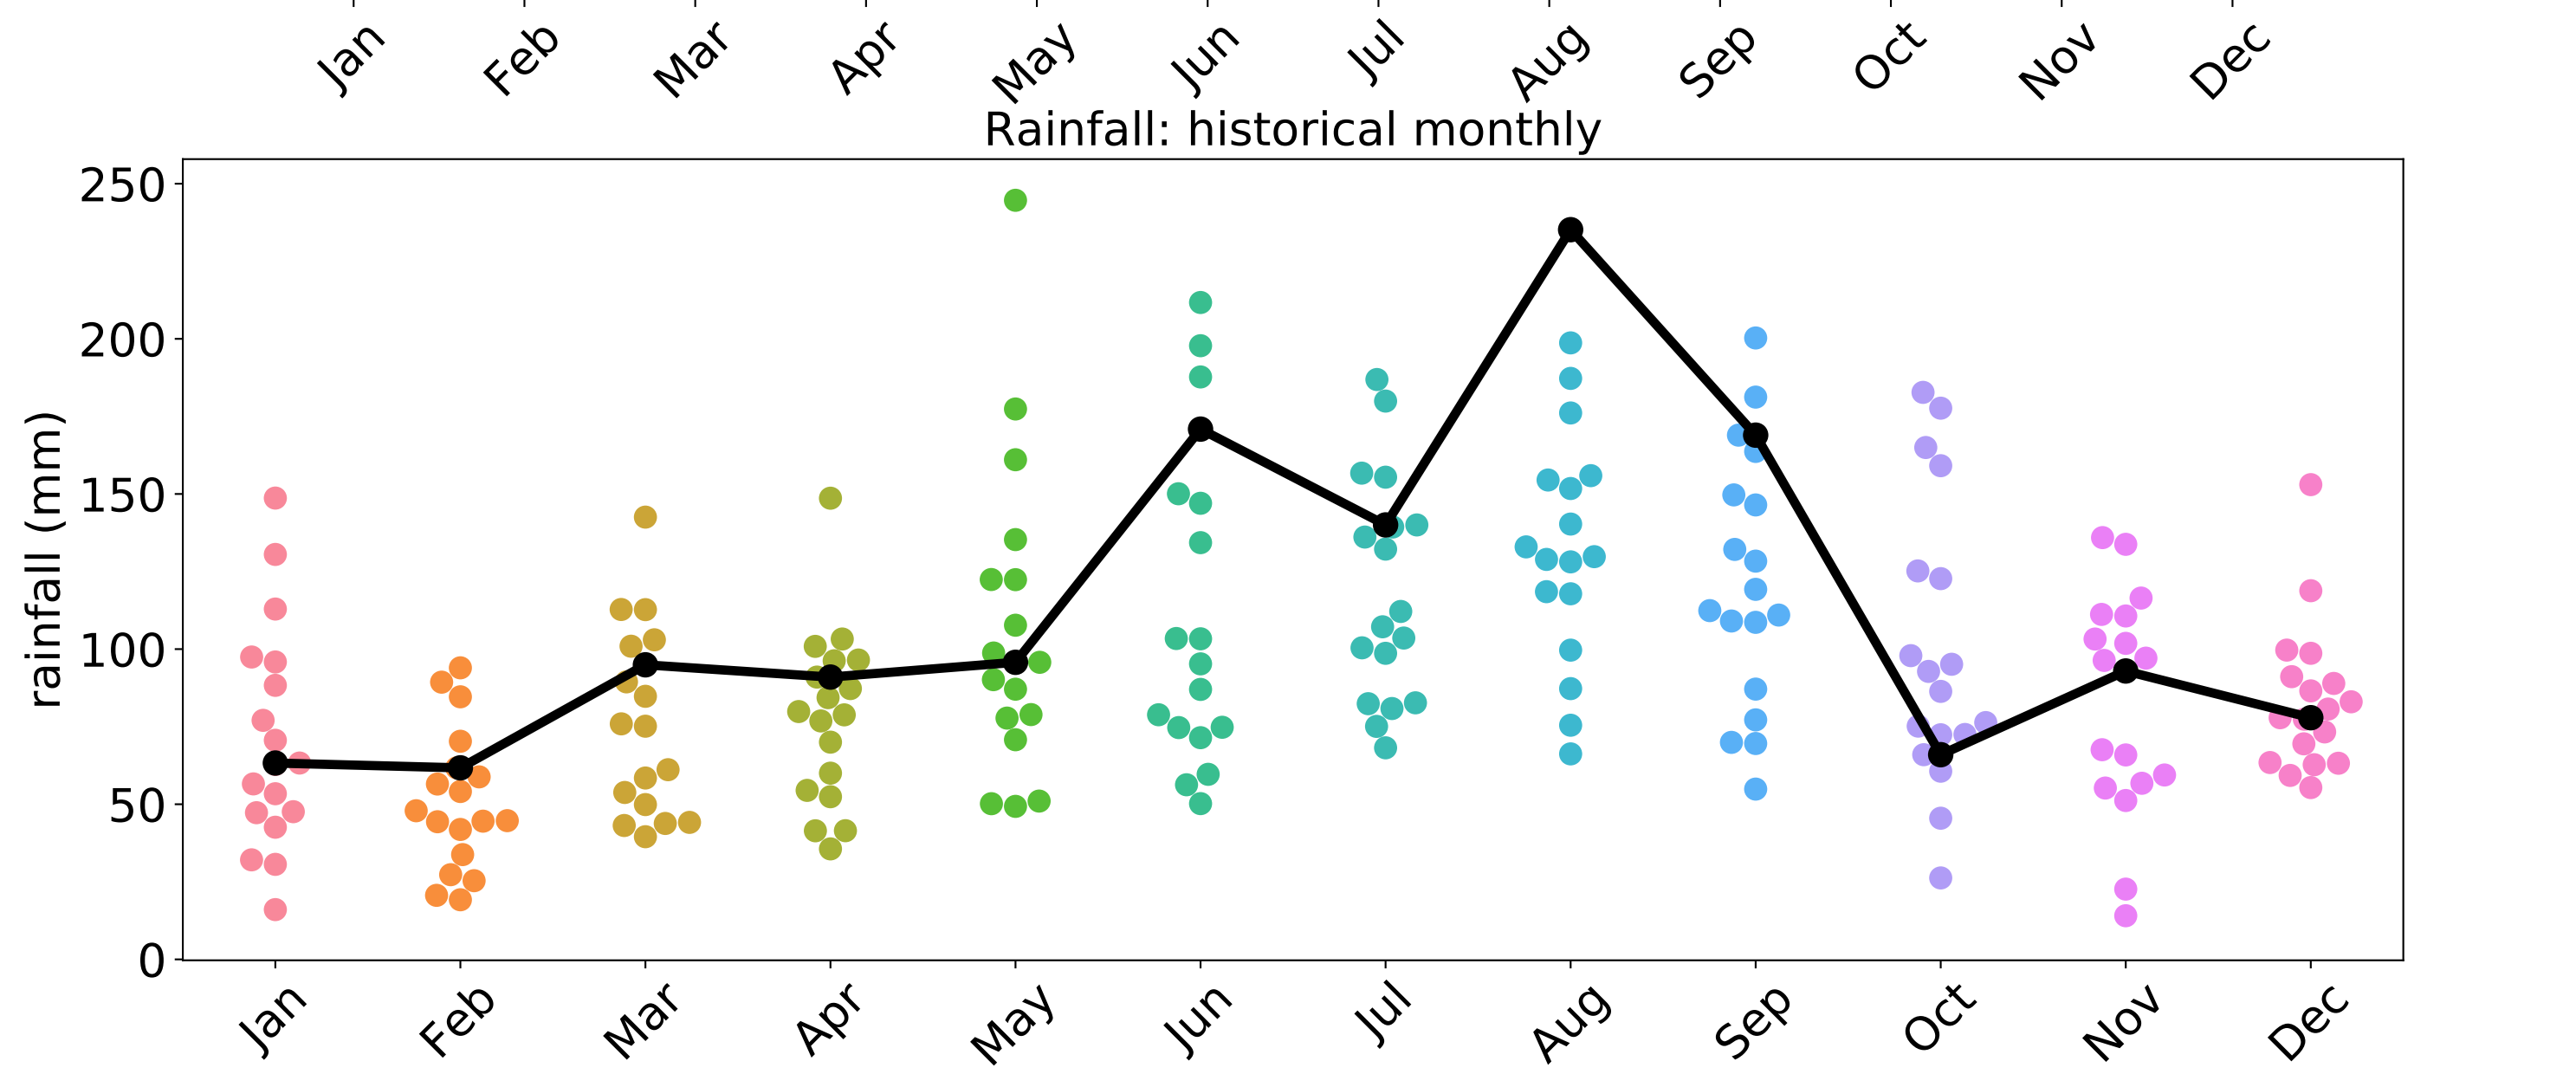 Jan Feb Mar Apr May Jun Jul Aug Sep Oct Nov Dec
Rainfall: historical monthly
250
200
150
100
50
0
rainfall (mm)
Jan Feb Mar Apr May Jun Jul Aug Sep Oct Nov Dec